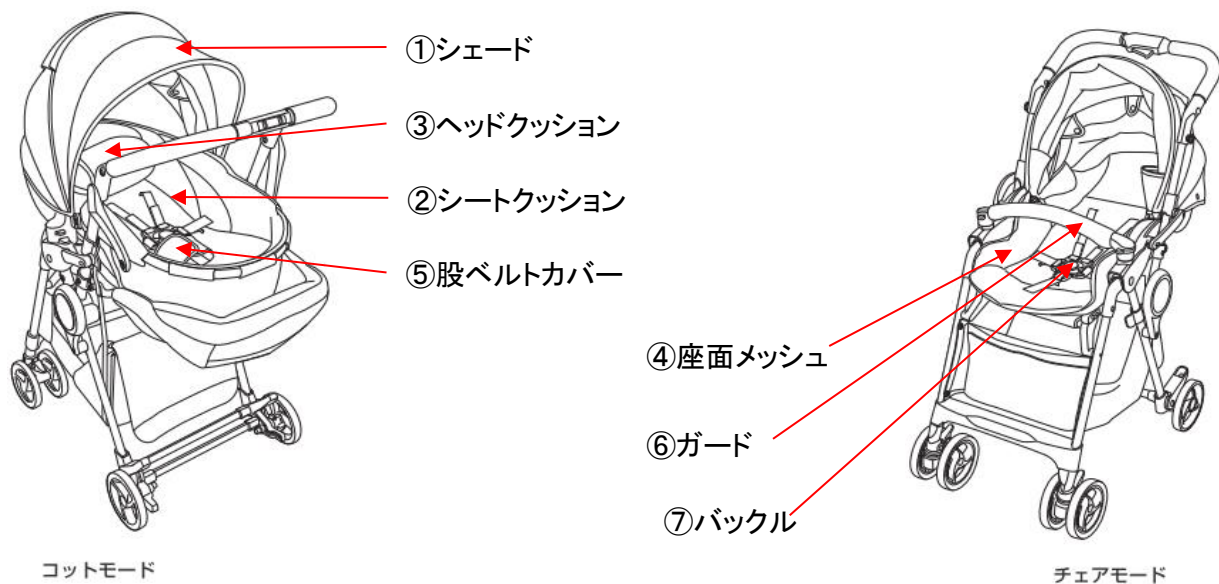 ①シェード
③ヘッドクッション
②シートクッション
⑤股ベルトカバー
④座面メッシュ
⑥ガード
⑦バックル
コットモード
チェアモード